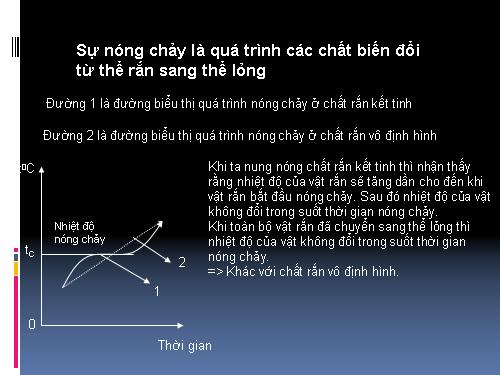 Sự nóng chảy là quá trình các chất biến đổi
từ thể rắn sang thể lỏng
Đường 1 là đường biểu thị quá trình nóng chảy ở chất rắn kết tinh
Đường 2 là đường biểu thị quá trình nóng chảy ở chất rắn vô định hình
Khi ta nung nóng chất rắn kết tinh thì nhận thấy
rằng nhiệt độ của vật rắn sẽ tăng dần cho đến khi
vật rắn bắt đầu nóng chảy. Sau đó nhiệt độ của vật
không đổi trong suốt thời gian nóng chảy.
Khi toàn bộ vật rắn đã chuyển sang thể lỏng thì
nhiệt độ của vật không đổi trong suốt thời gian
nóng chảy.
=> Khác với chất rắn vô định hình.
ºC
Nhiệt độ
nóng chảy
tc
2
1
0
Thời gian